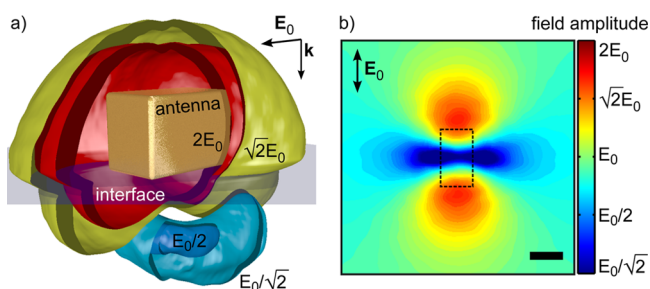 a)
E₀
k
antenna
2E₀
√2E₀
interface
E₀/2
E₀/√2
b)
field amplitude
E₀
2E₀
√2E₀
E₀
E₀/2
E₀/√2